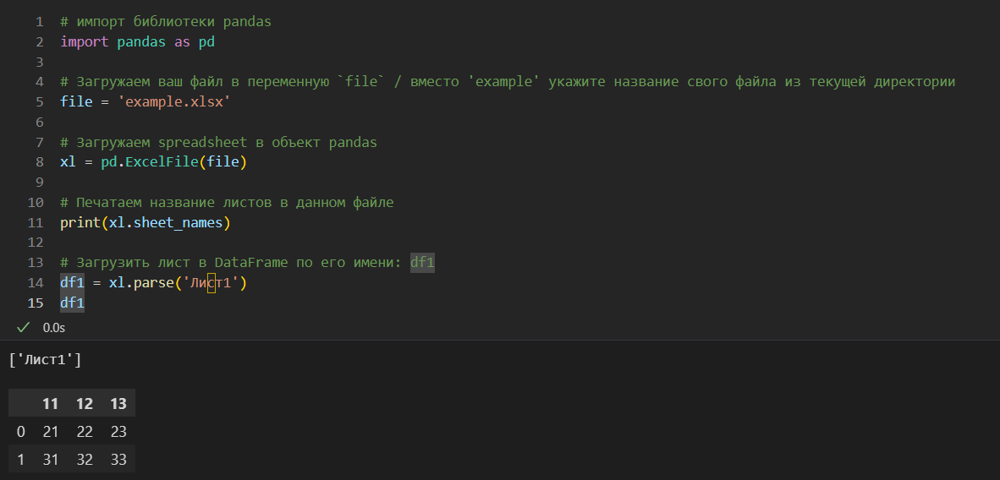 1 # импорт библиотеки pandas
2 import pandas as pd
3
4 # Загружаем ваш файл в переменную `file` / вместо 'example' укажите название свого файла из текущей директории
5 file = 'example.xlsx'
6
7 # Загружаем spreadsheet в объект pandas
8 xl = pd.ExcelFile(file)
9
10 # Печатаем название листов в данном файле
11 print(xl.sheet_names)
12
13 # Загрузить лист в DataFrame по его имени: df1
14 df1 = xl.parse('Лист1')
15 df1
0.0s
['Лист1']
11 12 13
0 21 22 23
1 31 32 33